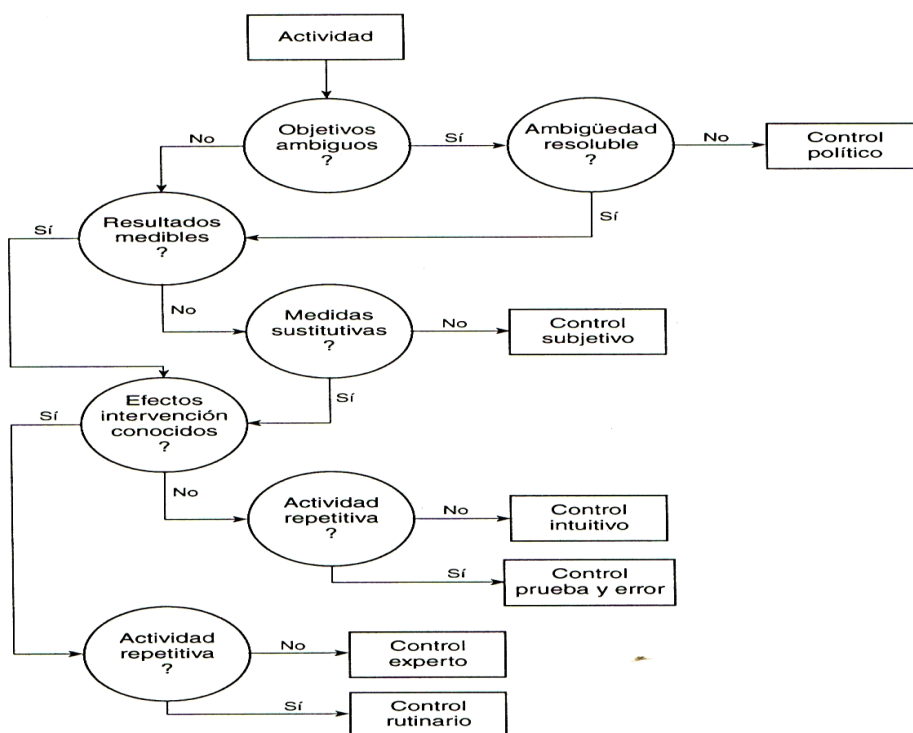 Actividad
Objetivos
ambiguos
?
No
Sí
Ambigüedad
resoluble
?
No
Control
político
Sí
Resultados
medibles
?
Sí
No
Medidas
sustitutivas
?
No
Control
subjetivo
Sí
Efectos
intervención
conocidos
?
Sí
No
Actividad
repetitiva
?
No
Control
intuitivo
Sí
Control
prueba y error
Actividad
repetitiva
?
No
Control
experto
Sí
Control
rutinario